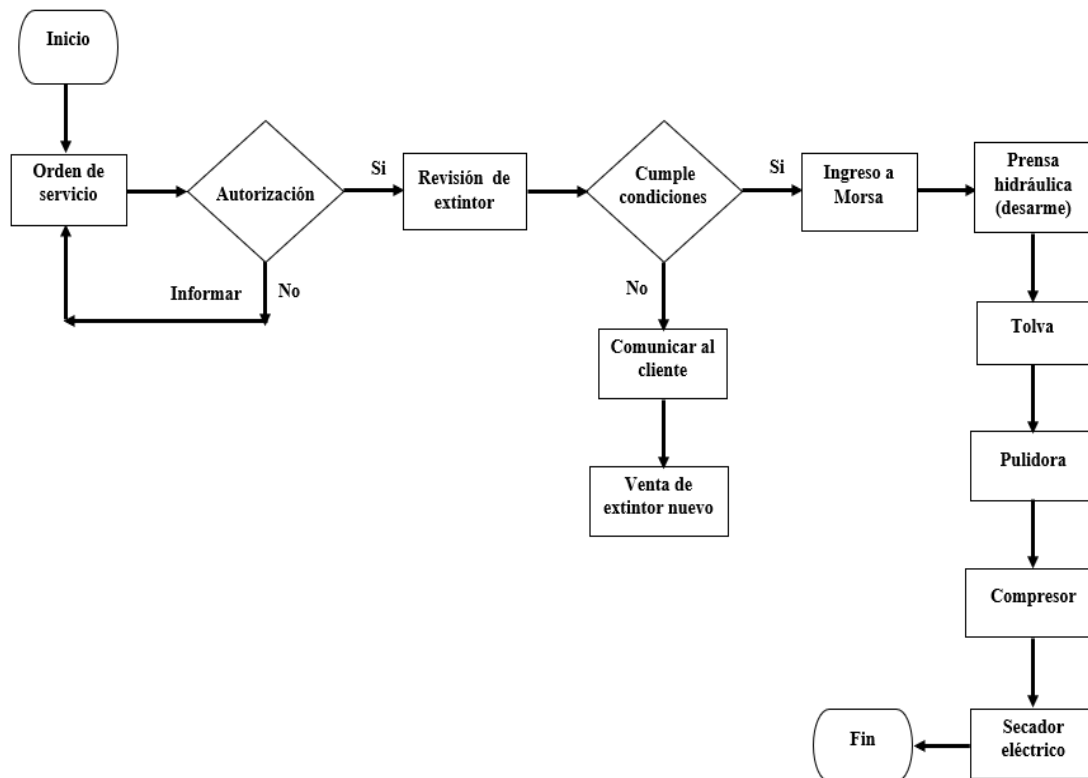 Inicio
Orden de
servicio
Autorización
Si
Informar
No
Revisión de
extintor
Cumple
condiciones
Si
No
Comunicar al
cliente
Venta de
extintor nuevo
Ingreso a
Morsa
Prensa
hidráulica
(desarme)
Tolva
Pulidora
Compresor
Secador
eléctrico
Fin